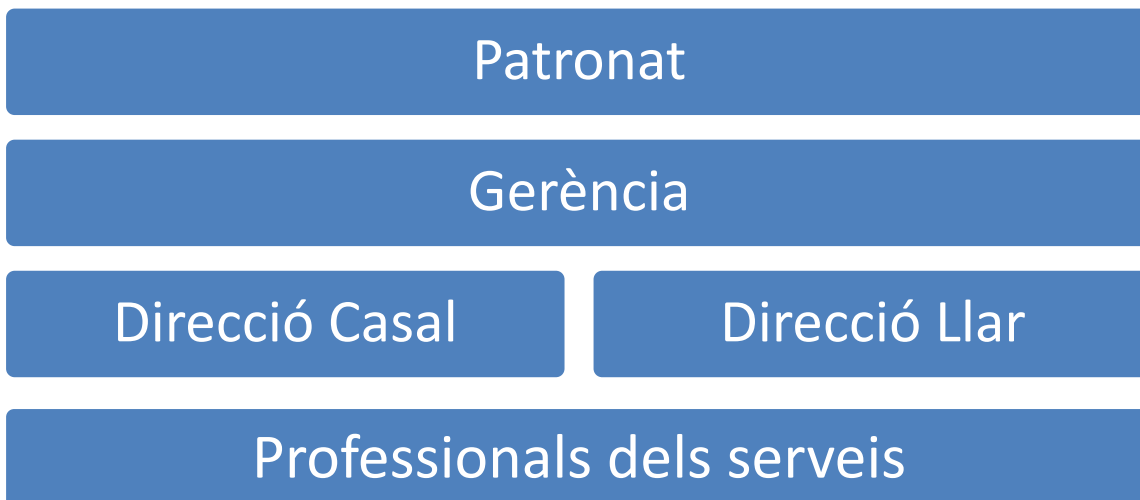 Patronat
Gerència
Direcció Casal
Direcció Llar
Professionals dels serveis